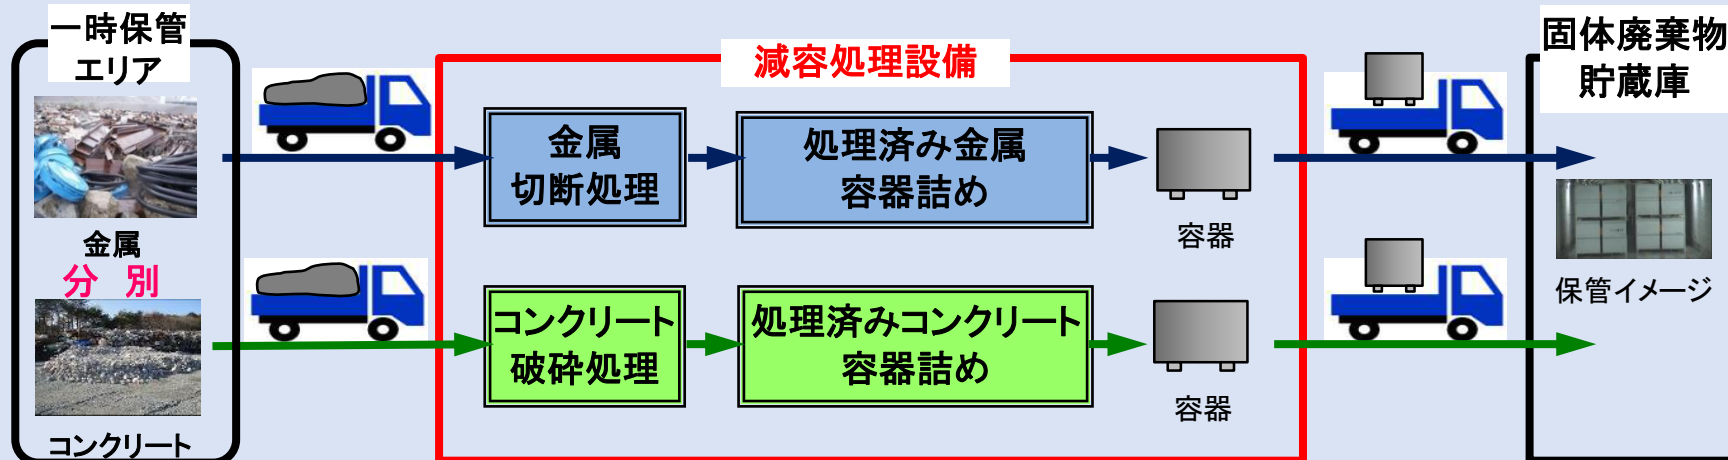 一時保管
エリア
金属
分　別
コンクリート
減容処理設備
金属
切断処理
処理済み金属
容器詰め
容器
コンクリート
破砕処理
処理済みコンクリート
容器詰め
容器
固体廃棄物
貯蔵庫
保管イメージ